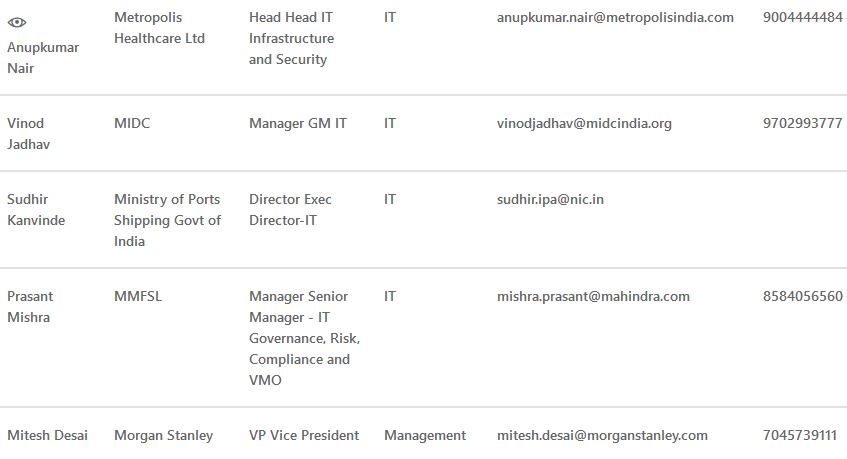 Anupkumar Nair Metropolis Healthcare Ltd Head Head IT Infrastructure and Security IT anupkumar.nair@metropolisindia.com 9004444484
Vinod Jadhav MIDC Manager GM IT IT vinodjadhav@midcindia.org 9702993777
Sudhir Kanvinde Ministry of Ports Shipping Govt of India Director Exec Director-IT IT sudhir.ipa@nic.in
Prasant Mishra MMFSL Manager Senior Manager - IT Governance, Risk, Compliance and VMO IT mishra.prasant@mahindra.com 8584056560
Mitesh Desai Morgan Stanley VP Vice President Management mitesh.desai@morganstanley.com 7045739111